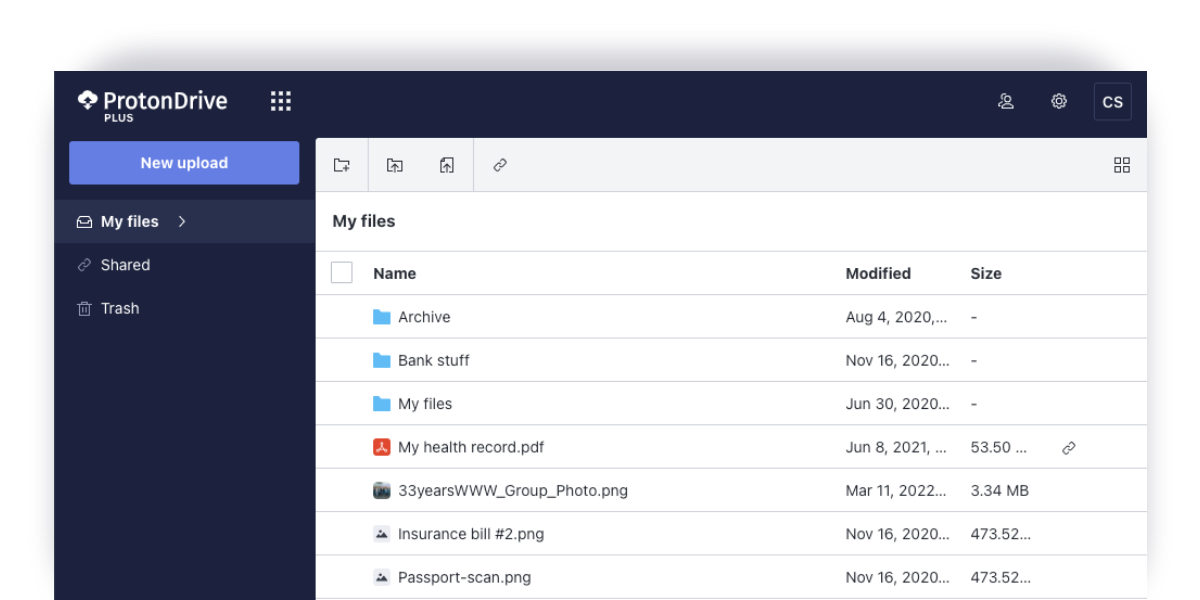 ProtonDrive
PLUS
CS
New upload
My files
Shared
Trash
My files
Name Modified Size
Archive Aug 4, 2020,... -
Bank stuff Nov 16, 2020... -
My files Jun 30, 2020... -
My health record.pdf Jun 8, 2021, ... 53.50 ...
33yearsWWW_Group_Photo.png Mar 11, 2022... 3.34 MB
Insurance bill #2.png Nov 16, 2020... 473.52...
Passport-scan.png Nov 16, 2020... 473.52...